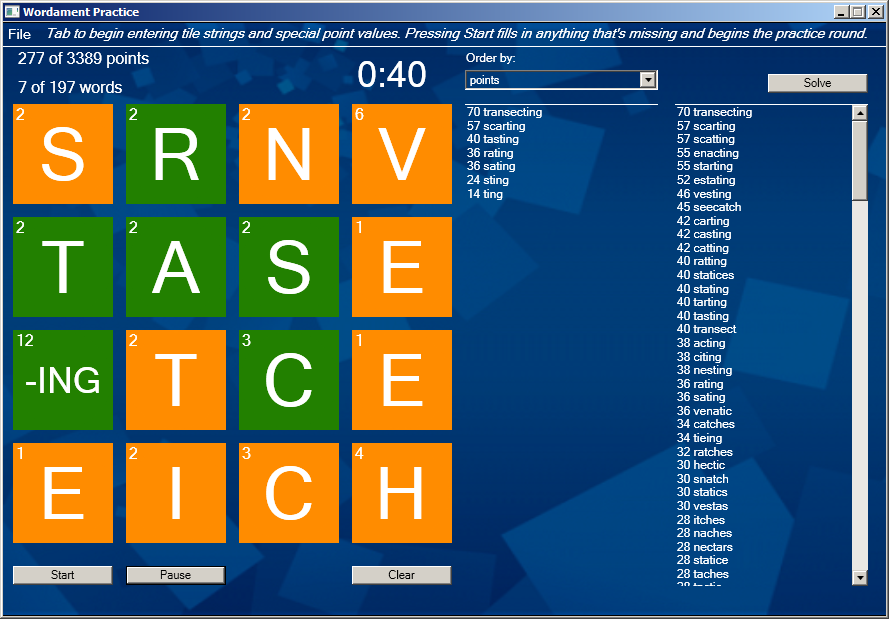 Wordament Practice
File Tab to begin entering tile strings and special point values. Pressing Start fills in anything that's missing and begins the practice round.
277 of 3389 points
7 of 197 words
0:40
Order by:
points
Solve
2 S 2 R 2 N 6 V
2 T 2 A 2 S 1 E
12 -ING 2 T 3 C 1 E
1 E 2 I 3 C 4 H
70 transecting
57 scarting
40 tasting
36 rating
36 sating
24 sting
14 ting
70 transecting
57 scarting
57 scatting
55 enacting
55 starting
52 estating
46 vesting
45 seecatch
42 carting
42 casting
42 catting
40 ratting
40 statices
40 stating
40 tarting
40 tasting
40 transect
38 acting
38 citing
38 nesting
36 rating
36 sating
36 venatic
34 catches
34 tieing
32 ratches
30 hectic
30 snatch
30 statics
30 vestas
28 itches
28 naches
28 nectars
28 statice
28 taches
Start
Pause
Clear